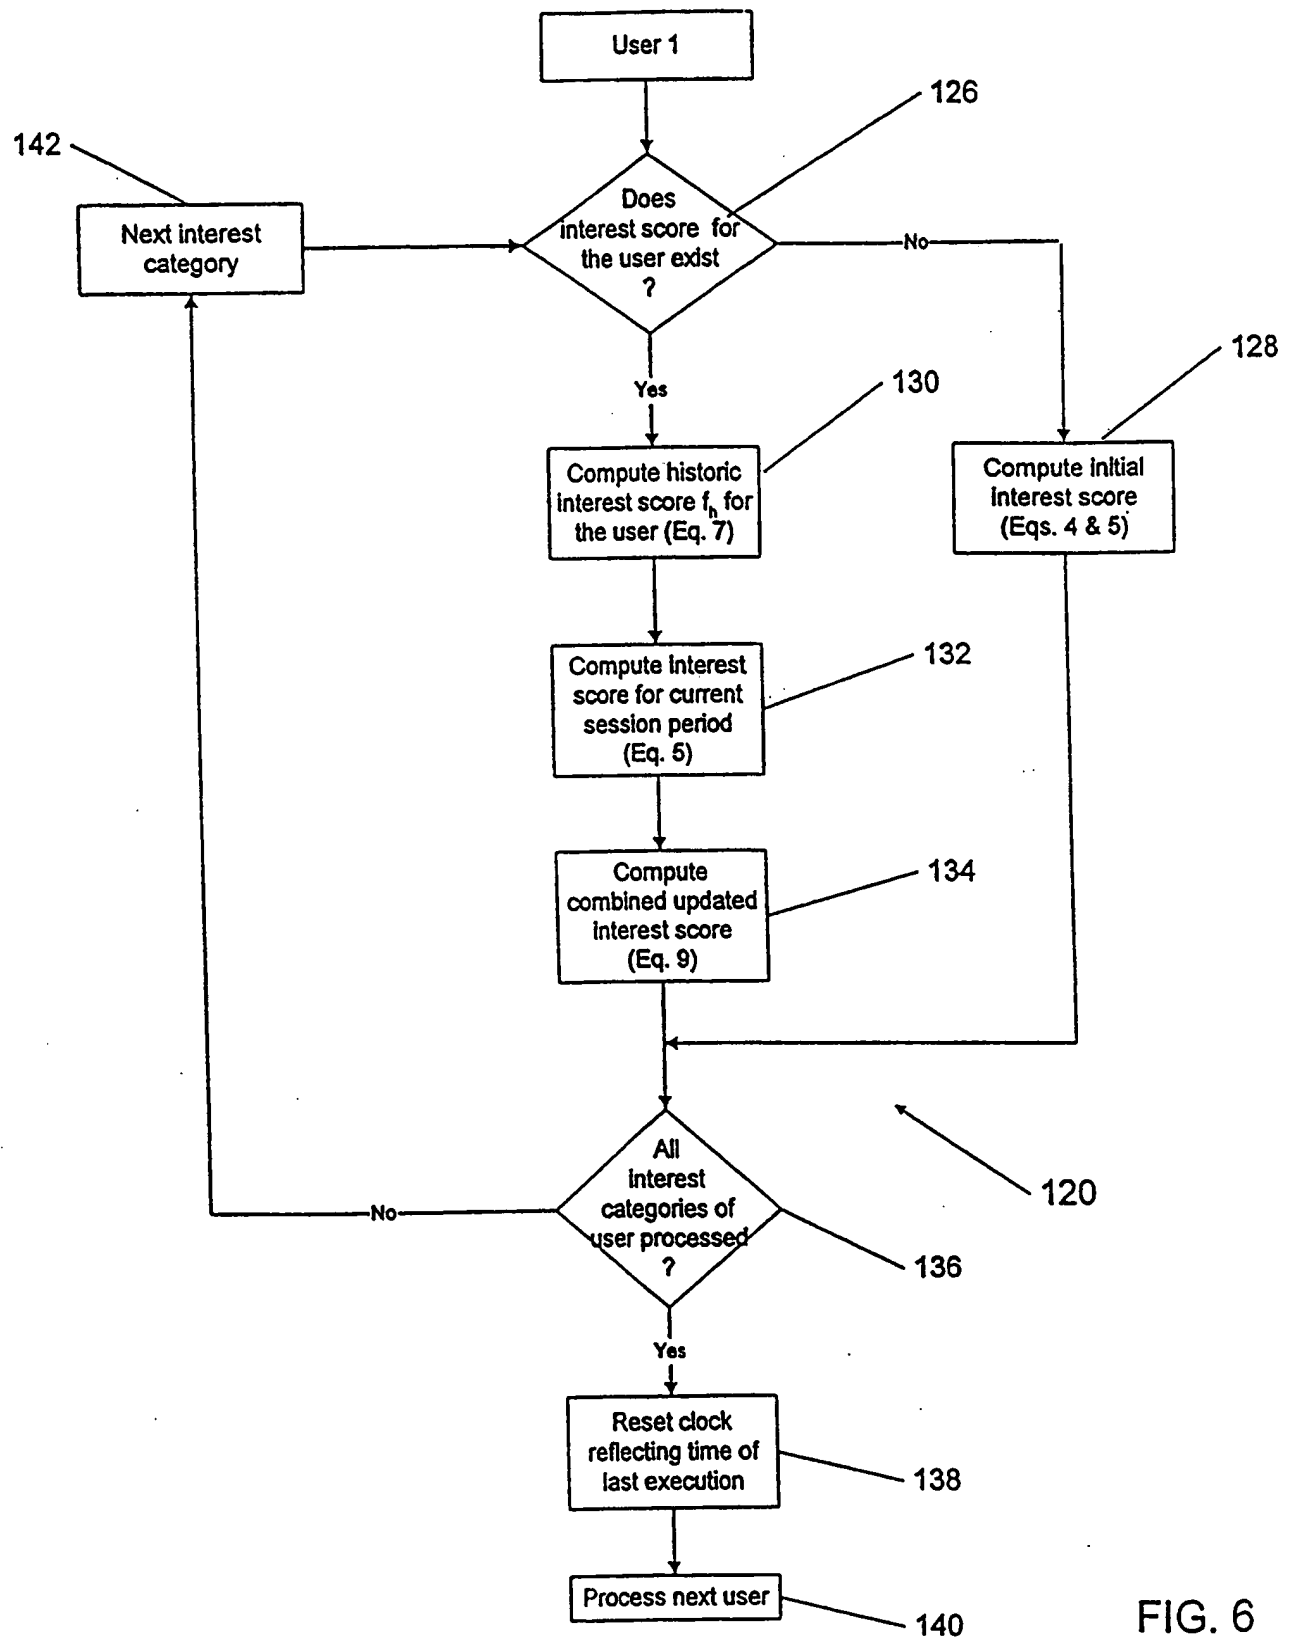 User 1
126
142
Does
interest score for
the user exist
?
Next interest
category
No
128
Yes
130
Compute historic
interest score fh for
the user (Eq. 7)
Compute initial
interest score
(Eqs. 4 & 5)
132
Compute interest
score for current
session period
(Eq. 5)
134
Compute
combined updated
interest score
(Eq. 9)
All
interest
categories of
user processed
?
120
No
136
Yes
Reset clock
reflecting time of
last execution
138
Process next user
140
FIG. 6